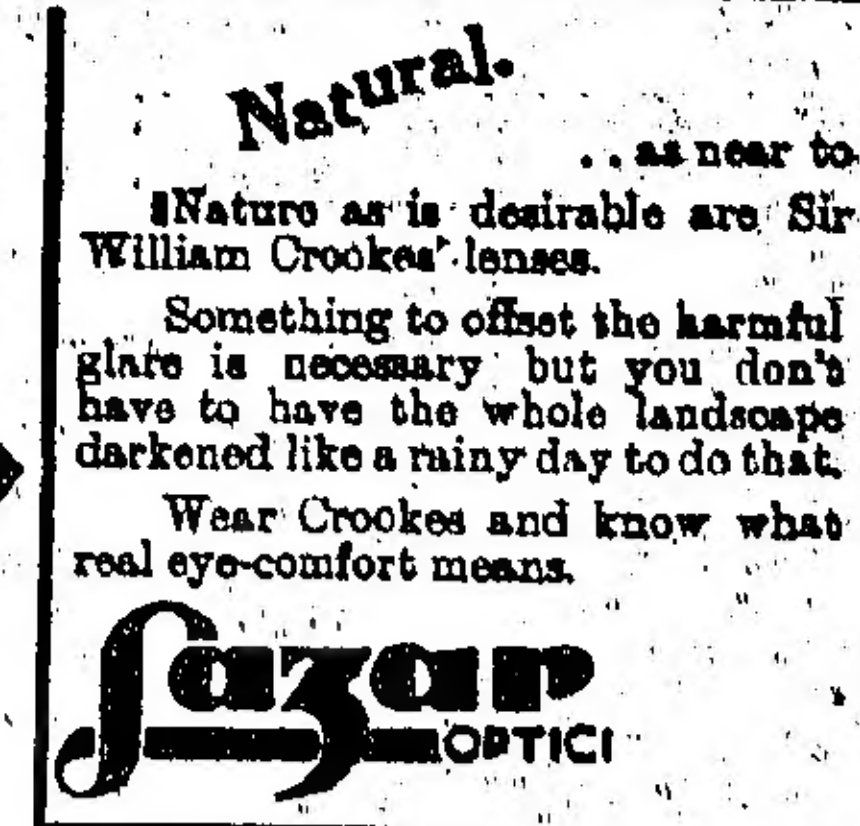 Natural.
.. as near to
Nature as is desirable are Sir
William Crookes' lenses.
Something to offset the harmful
glare is necessary but you don't
have to have the whole landscape
darkened like a rainy day to do that.
Wear Crookes and know what
real eye-comfort means.
Lazar
OPTICI